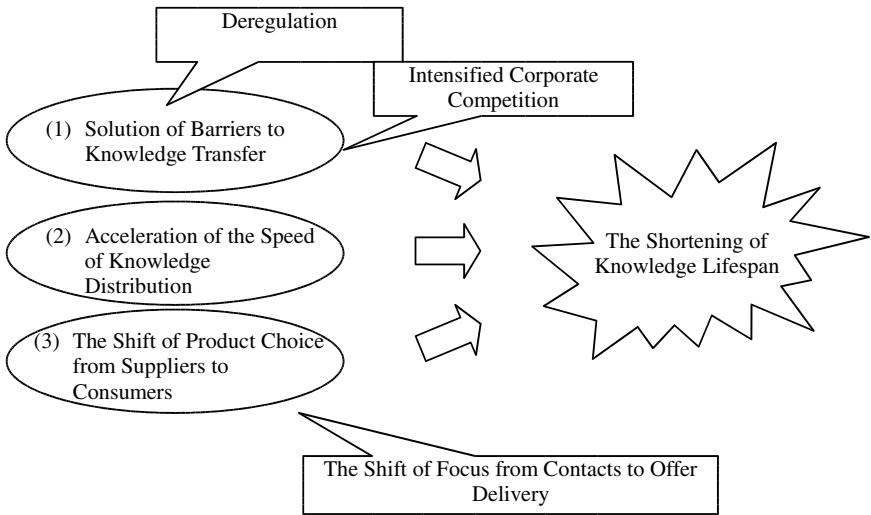 Deregulation
Intensified Corporate
Competition
(1) Solution of Barriers to
Knowledge Transfer
(2) Acceleration of the Speed
of Knowledge
Distribution
(3) The Shift of Product Choice
from Suppliers to
Consumers
The Shortening of
Knowledge Lifespan
The Shift of Focus from Contacts to Offer
Delivery